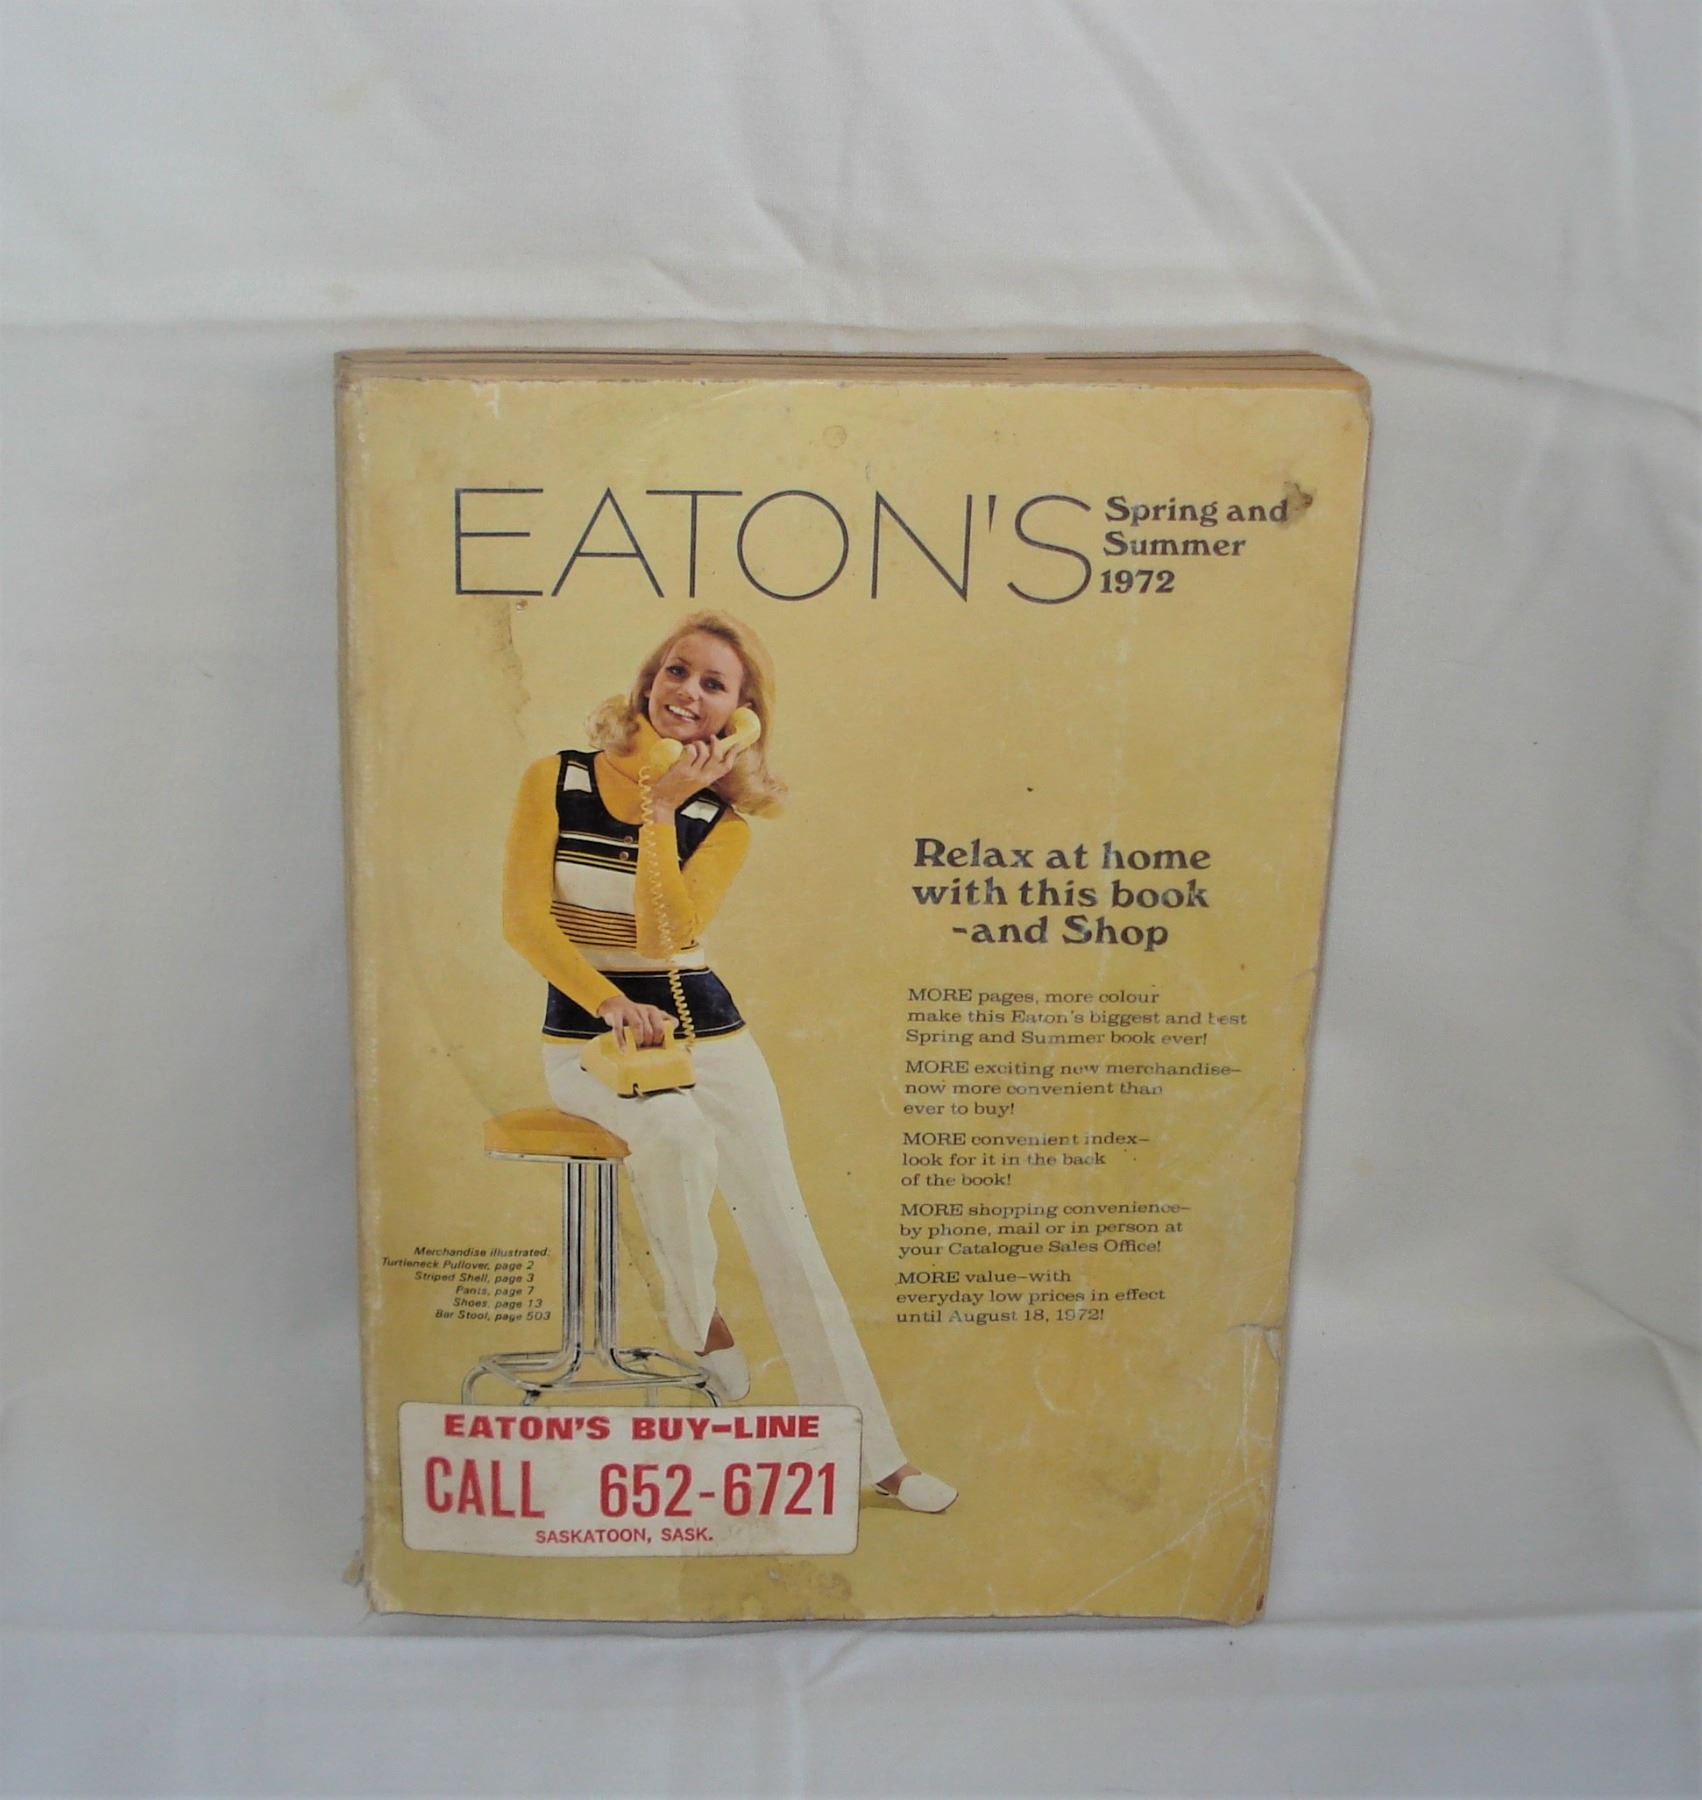 EATON'S
Spring and
Summer
1972
Relax at home
with this book
-and Shop
MORE pages, more colour
make this Eaton's biggest and best
Spring and Summer book ever!
MORE exciting new merchandise–
now more convenient than
ever to buy!
MORE convenient index–
look for it in the back
of the book!
MORE shopping convenience–
by phone, mail or in person at
your Catalogue Sales Office!
MORE value–with
everyday low prices in effect
until August 18, 1972!
Merchandise illustrated:
Turtleneck Pullover, page 2
Striped Shell, page 3
Pants, page 7
Shoes, page 13
Bar Stool, page 503
EATON'S BUY-LINE
CALL 652-6721
SASKATOON, SASK.